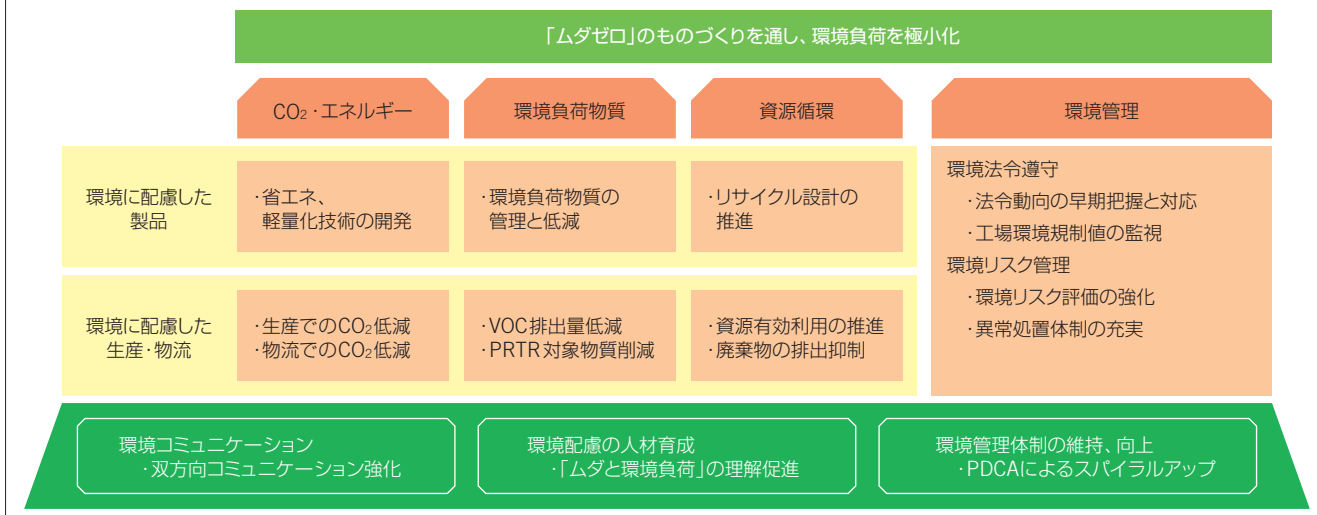 「ムダゼロ」のものづくりを通し、環境負荷を極小化
CO₂・エネルギー
環境負荷物質
資源循環
環境管理
環境に配慮した
製品
・省エネ、
軽量化技術の開発
・環境負荷物質の
管理と低減
・リサイクル設計の
推進
環境法令遵守
・法令動向の早期把握と対応
・工場環境規制値の監視
環境リスク管理
・環境リスク評価の強化
・異常処置体制の充実
環境に配慮した
生産・物流
・生産でのCO₂低減
・物流でのCO₂低減
・VOC排出量低減
・PRTR対象物質削減
・資源有効利用の推進
・廃棄物の排出抑制
環境コミュニケーション
・双方向コミュニケーション強化
環境配慮の人材育成
・「ムダと環境負荷」の理解促進
環境管理体制の維持、向上
・PDCAによるスパイラルアップ